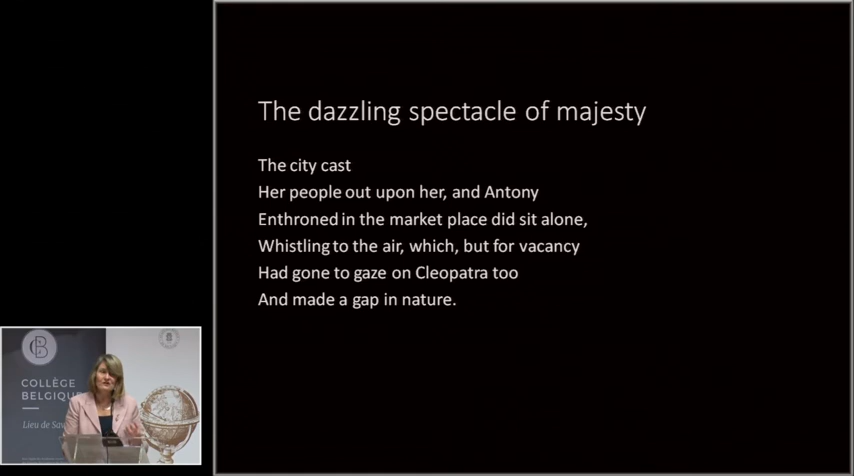 The dazzling spectacle of majesty
The city cast
Her people out upon her, and Antony
Enthroned in the market place did sit alone,
Whistling to the air, which, but for vacancy
Had gone to gaze on Cleopatra too
And made a gap in nature.
COLLÈGE
BELGIQUE
Lieu de